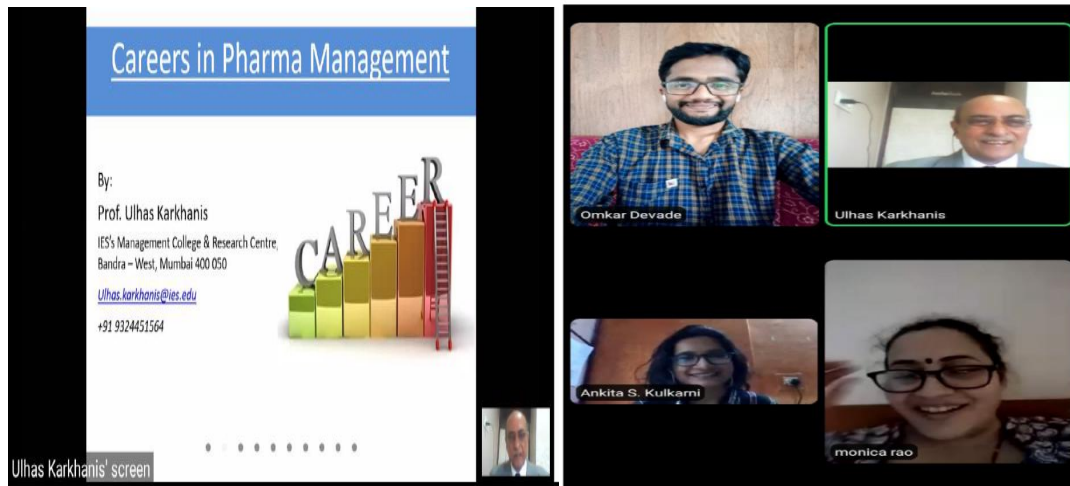 Careers in Pharma Management
By:
Prof. Ulhas Karkhanis
IES's Management College & Research Centre,
Bandra – West, Mumbai 400 050
Ulhas.karkhanis@ies.edu
+91 9324451564
CAREER
Ulhas Karkhanis' screen
Omkar Devade
Ulhas Karkhanis
Ankita S. Kulkarni
monica rao